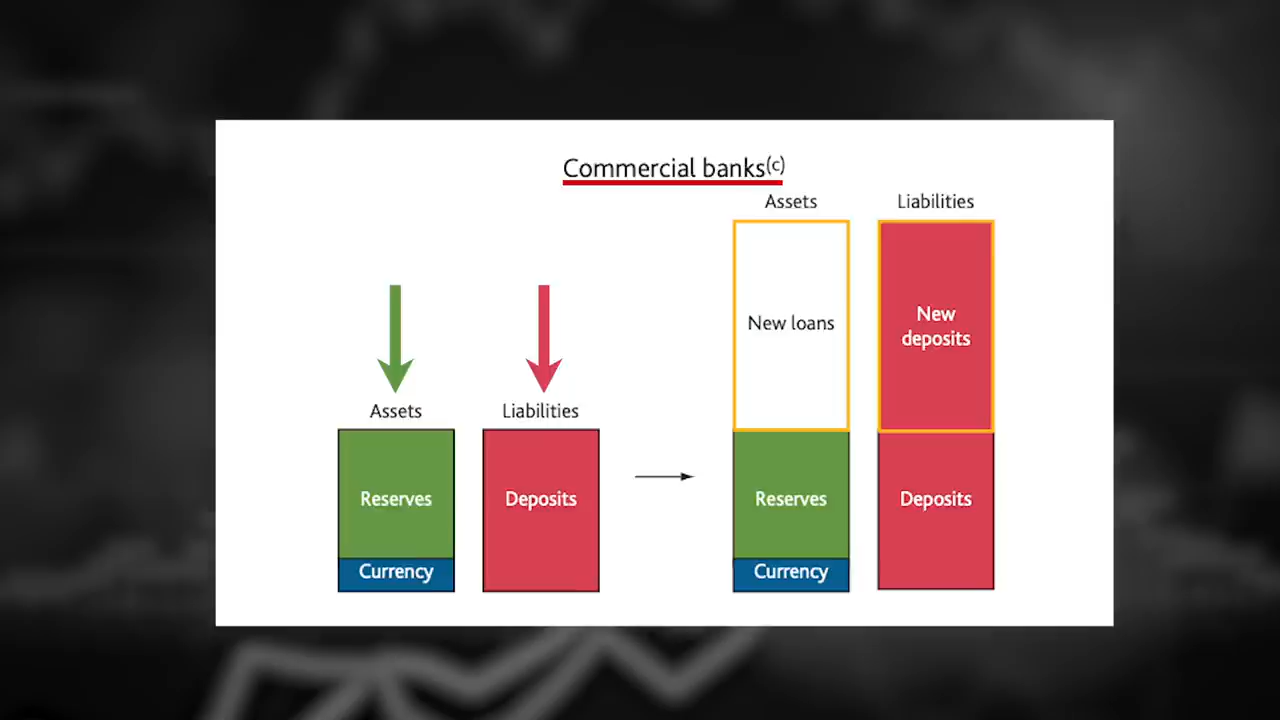 Commercial banks(c)
Assets
Liabilities
New loans
New
deposits
Assets
Liabilities
Reserves
Deposits
Currency
Reserves
Deposits
Currency